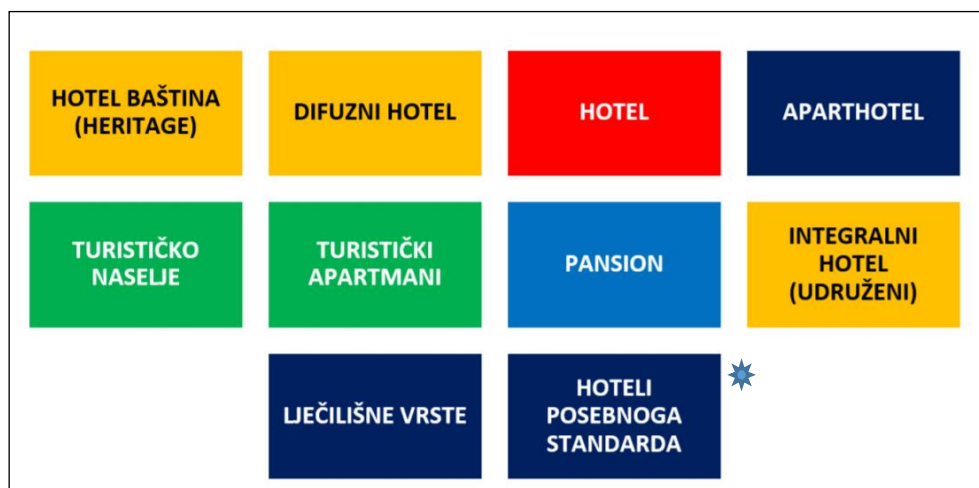 HOTEL BAŠTINA
(HERITAGE)
DIFUZNI HOTEL
HOTEL
APARTHOTEL
TURISTIČKO
NASELJE
TURISTIČKI
APARTMANI
PANSION
INTEGRALNI
HOTEL
(UDRUŽENI)
LJEČILIŠNE VRSTE
HOTELI
POSEBNOGA
STANDARDA